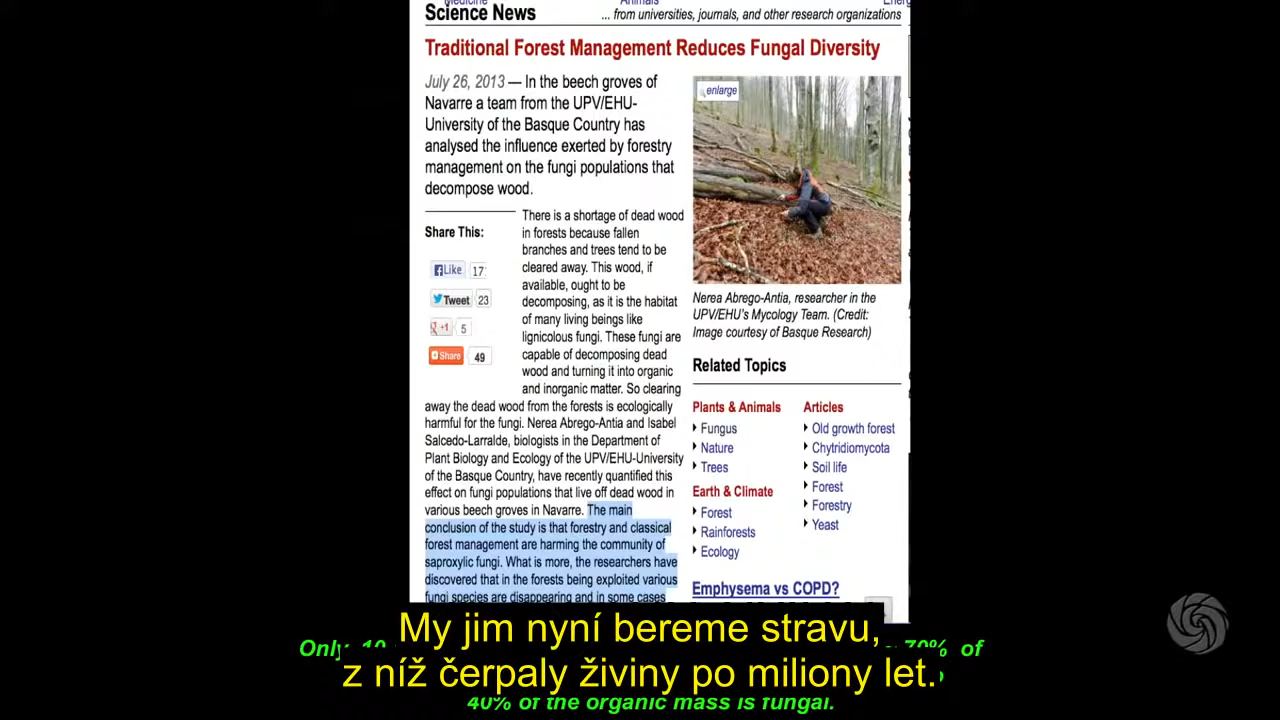 Medicine Animals
Science News
... from universities, journals, and other research organizations
Traditional Forest Management Reduces Fungal Diversity
July 26, 2013 — In the beech groves of
Navarre a team from the UPV/EHU-
University of the Basque Country has
analysed the influence exerted by forestry
management on the fungi populations that
decompose wood.
Share This:
Like 17
Tweet 23
+1 5
Share 49
There is a shortage of dead wood
in forests because fallen
branches and trees tend to be
cleared away. This wood, if
available, ought to be
decomposing, as it is the habitat
of many living beings like
lignicolous fungi. These fungi are
capable of decomposing dead
wood and turning it into organic
and inorganic matter. So clearing
away the dead wood from the forests is ecologically
harmful for the fungi. Nerea Abrego-Antia and Isabel
Salcedo-Larralde, biologists in the Department of
Plant Biology and Ecology of the UPV/EHU-University
of the Basque Country, have recently quantified this
effect on fungi populations that live off dead wood in
various beech groves in Navarre. The main
conclusion of the study is that forestry and classical
forest management are harming the community of
saproxylic fungi. What is more, the researchers have
discovered that in the forests being exploited various
fungi species are disappearing and in some cases
enlarge
Nerea Abrego-Antia, researcher in the
UPV/EHU's Mycology Team. (Credit:
Image courtesy of Basque Research)
Related Topics
Plants & Animals
Fungus
Nature
Trees
Earth & Climate
Forest
Rainforests
Ecology
Articles
Old growth forest
Chytridiomycota
Soil life
Forest
Forestry
Yeast
Emphysema vs COPD?
My jim nyní bereme stravu,
z níž čerpaly živiny po miliony let.
Only of
40% of the organic mass is fungal.